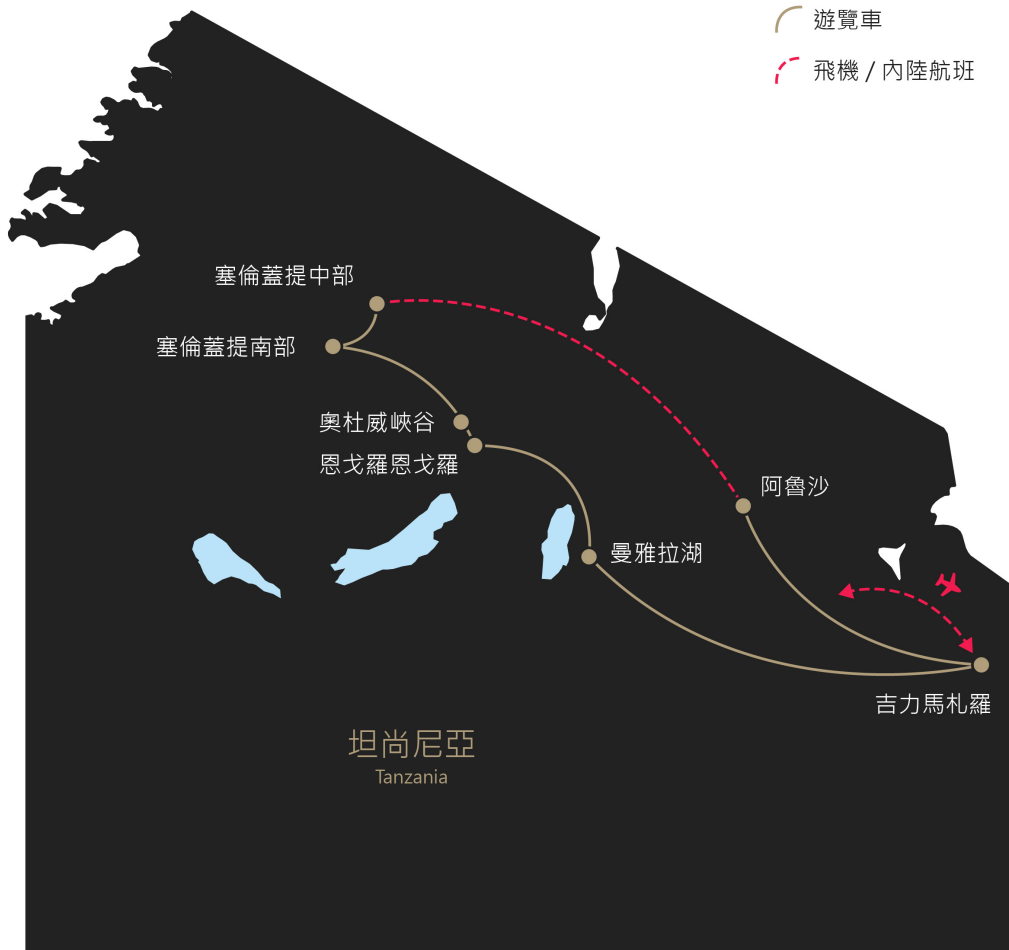 遊覽車
飛機 / 內陸航班
塞倫蓋提中部
塞倫蓋提南部
奧杜威峽谷
恩戈羅恩戈羅
阿魯沙
曼雅拉湖
吉力馬札羅
坦尚尼亞
Tanzania